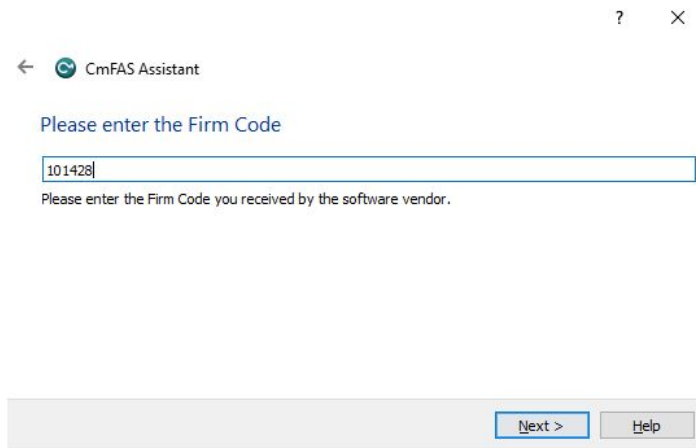 ?
CmFAS Assistant
Please enter the Firm Code
101428
Please enter the Firm Code you received by the software vendor.
Next >
Help